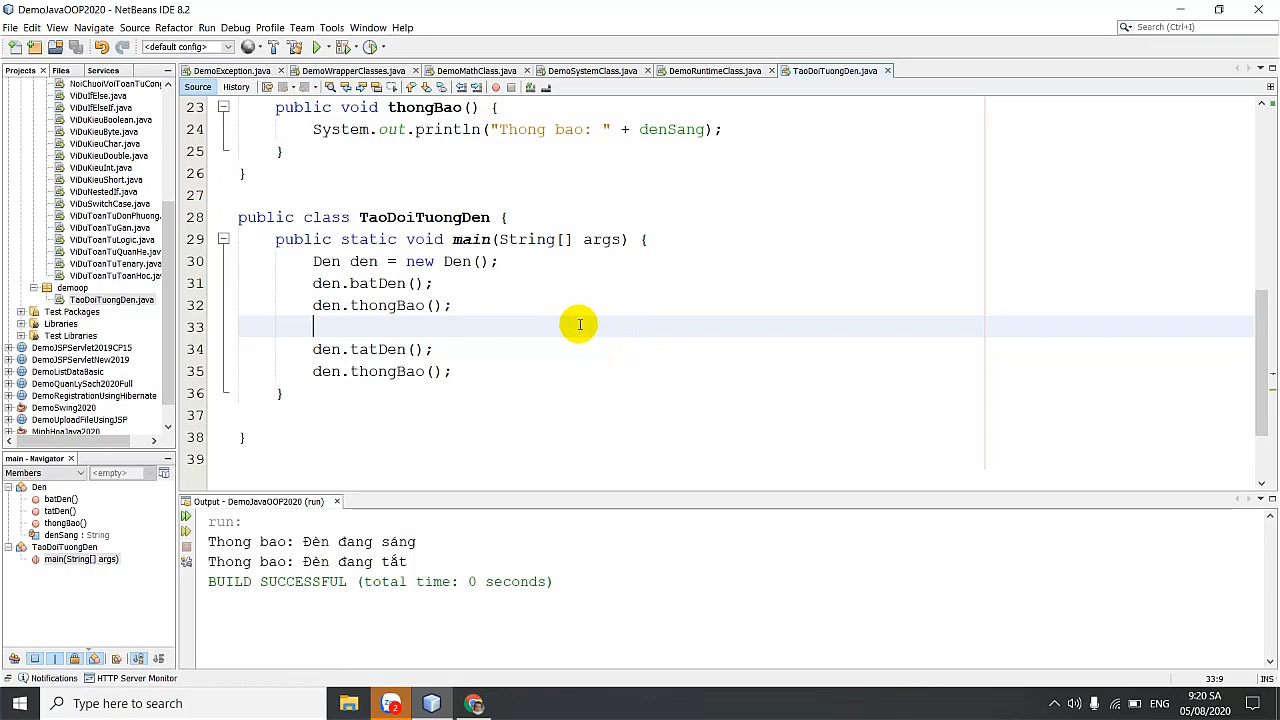 DemoJavaOOP2020 - NetBeans IDE 8.2
File Edit View Navigate Source Refactor Run Debug Profile Team Tools Window Help
Search (Ctrl+I)
<default config>
Projects Files Services
DemoException.java DemoWrapperClasses.java DemoMathClass.java DemoSystemClass.java DemoRuntimeClass.java TaoDoiTuongDen.java
Source History
NoiChuoiVoiToanTuCong
ViDuIfElse.java
ViDuIfElseIf.java
ViDuKieuBoolean.java
ViDuKieuByte.java
ViDuKieuChar.java
ViDuKieuDouble.java
ViDuKieuInt.java
ViDuKieuShort.java
ViDuNestedIf.java
ViDuSwitchCase.java
ViDuToanTuDonPhuong.
ViDuToanTuGan.java
ViDuToanTuLogic.java
ViDuToanTuQuanHe.java
ViDuToanTuTenary.java
ViDuToanTuToanHoc.jav
demoop
TaoDoiTuongDen.java
Test Packages
Libraries
Test Libraries
DemoJSPServlet2019CP15
DemoJSPServletNew2019
DemoListDataBasic
DemoQuanLySach2020Full
DemoRegistrationUsingHibernate
DemoSwing2020
DemoUploadFileUsingJSP
MinhHoaJava2020
23 public void thongBao() {
24 System.out.println("Thong bao: " + denSang);
25 }
26 }
27
28 public class TaoDoiTuongDen {
29 public static void main(String[] args) {
30 Den den = new Den();
31 den.batDen();
32 den.thongBao();
33
34 den.tatDen();
35 den.thongBao();
36 }
37
38 }
39
main - Navigator
Members <empty>
Den
batDen()
tatDen()
thongBao()
denSang : String
TaoDoiTuongDen
main(String[] args)
Output - DemoJavaOOP2020 (run)
run:
Thong bao: Đèn đang sáng
Thong bao: Đèn đang tắt
BUILD SUCCESSFUL (total time: 0 seconds)
Notifications HTTP Server Monitor
33:9 INS
Type here to search
2
ENG
9:20 SA
05/08/2020